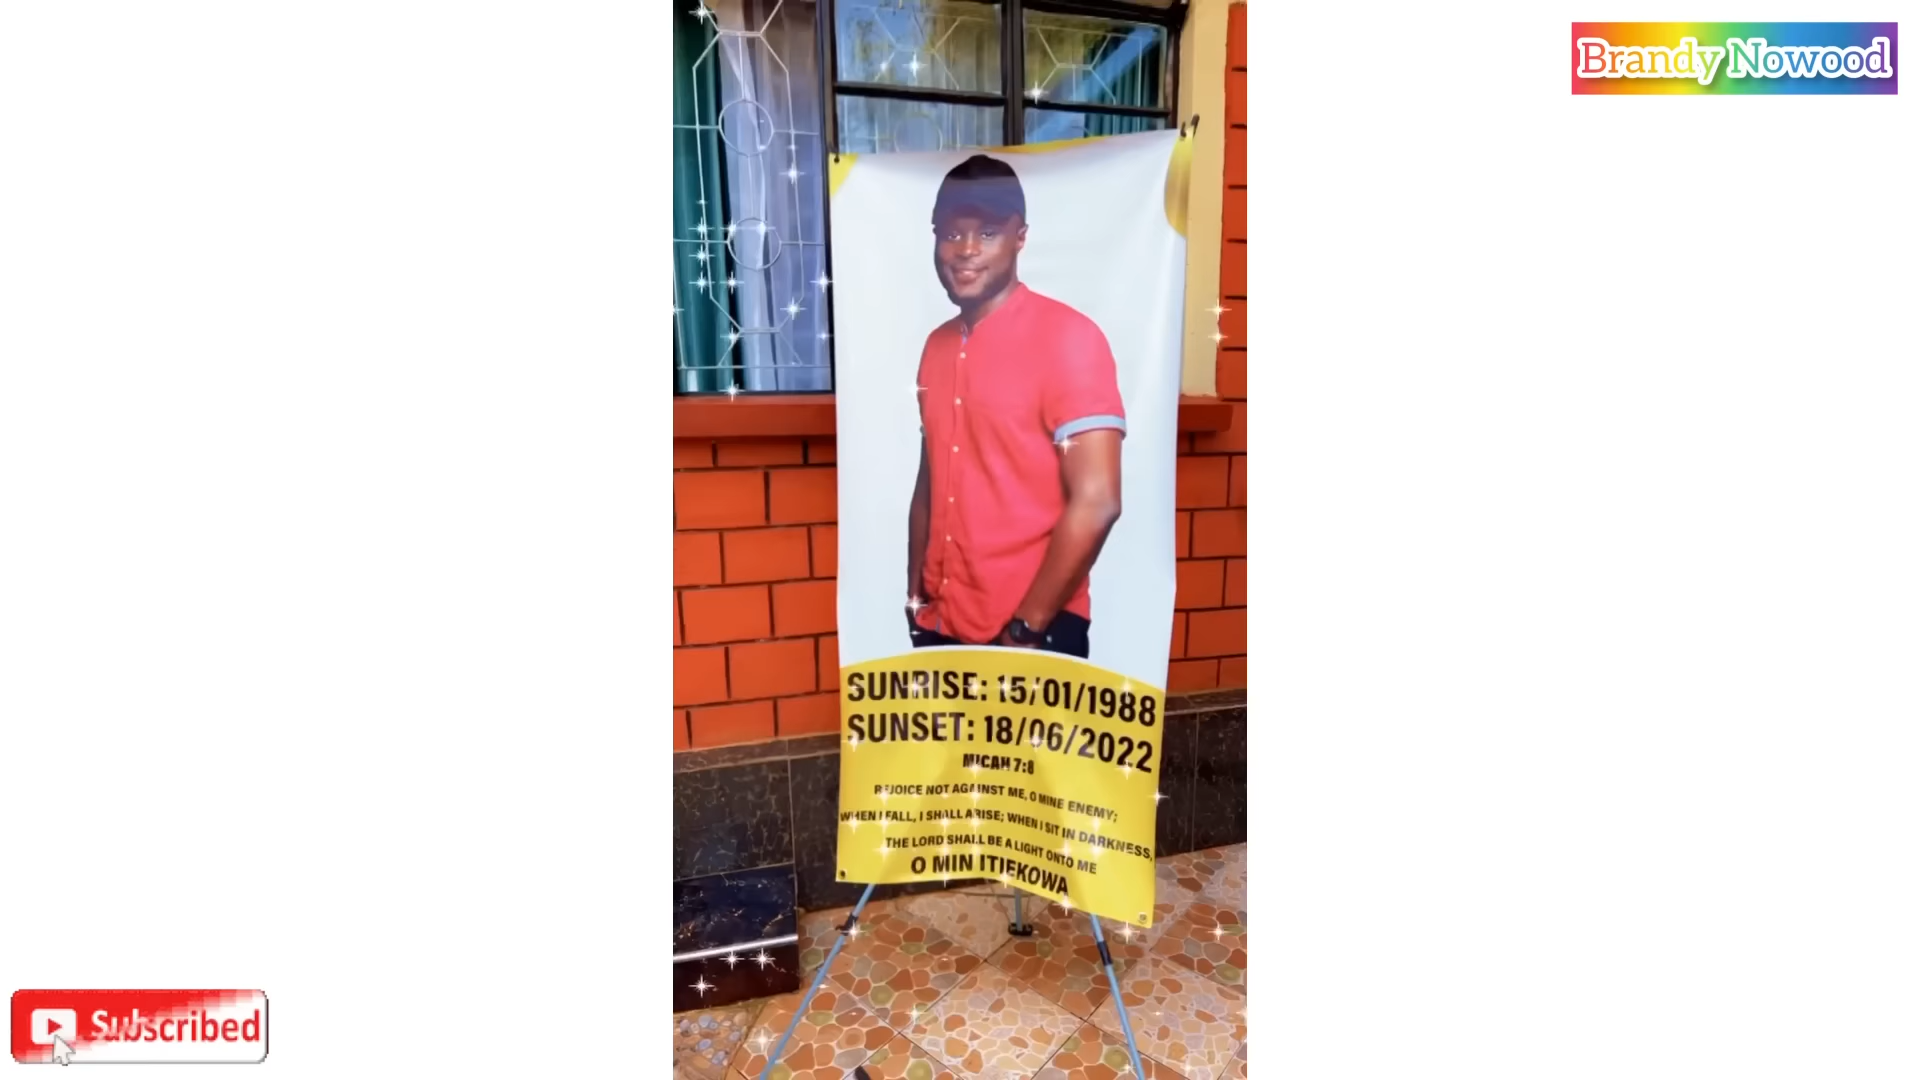 Brandy Nowood
SUNRISE: 15/01/1988
SUNSET: 18/06/2022
MICAH 7:8
REJOICE NOT AGAINST ME, O MINE ENEMY;
WHEN I FALL, I SHALL ARISE; WHEN I SIT IN DARKNESS,
THE LORD SHALL BE A LIGHT ONTO ME
O MIN ITIEKOWA
Subscribed